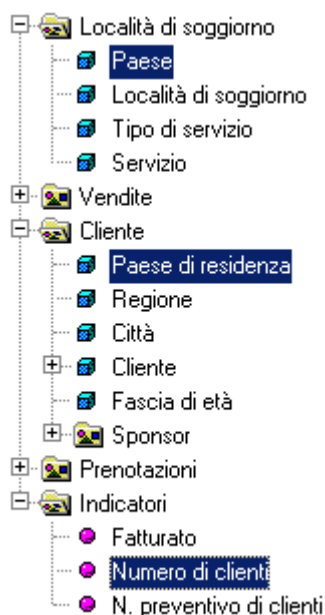 Località di soggiorno
Paese
Località di soggiorno
Tipo di servizio
Servizio
Vendite
Cliente
Paese di residenza
Regione
Città
Cliente
Fascia di età
Sponsor
Prenotazioni
Indicatori
Fatturato
Numero di clienti
N. preventivo di clienti